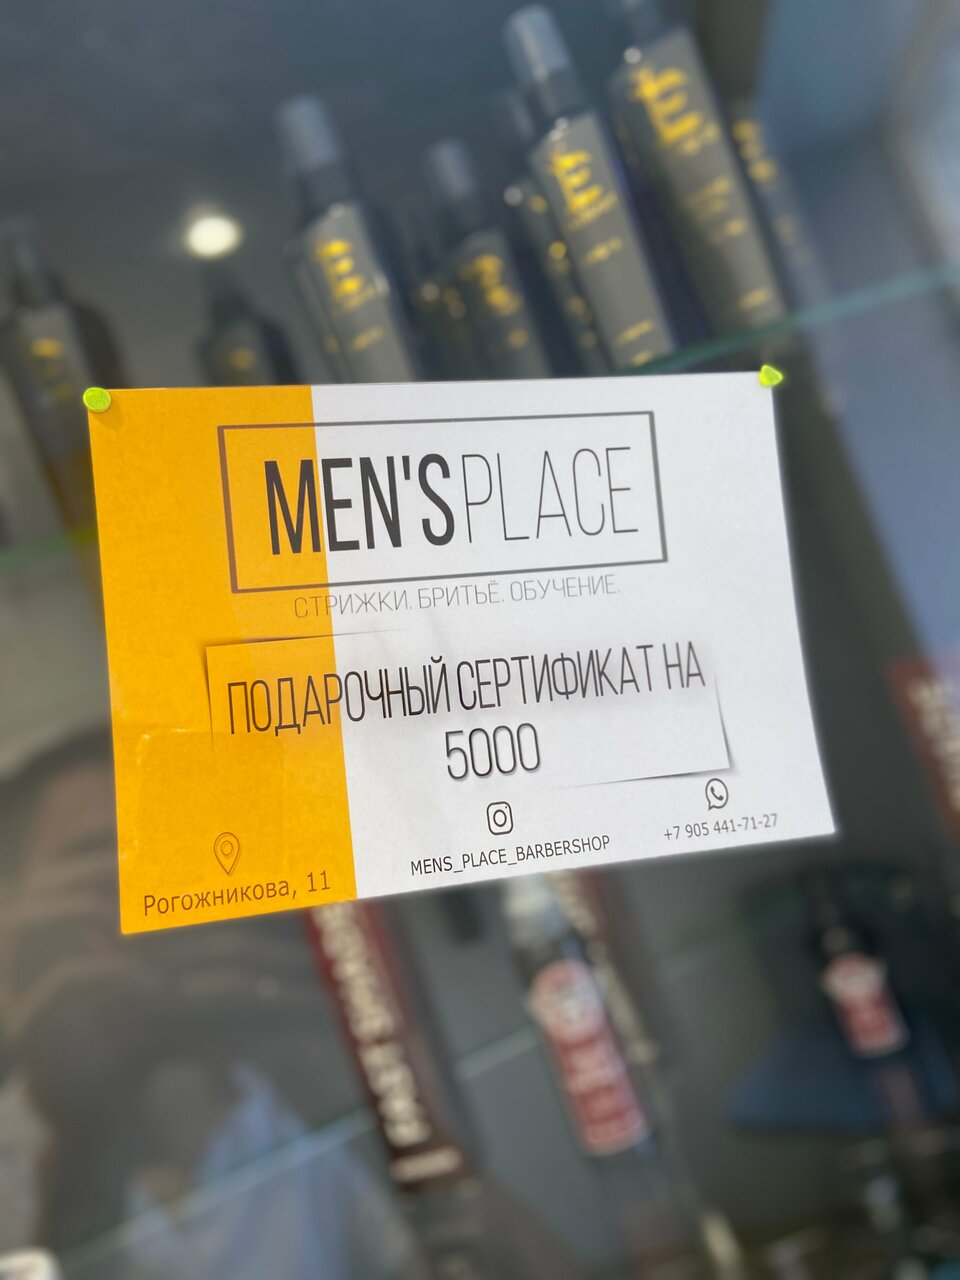 MEN'S PLACE
СТРИЖКИ. БРИТЬЁ. ОБУЧЕНИЕ.
ПОДАРОЧНЫЙ СЕРТИФИКАТ НА
5000
Рогожникова, 11
MENS_PLACE_BARBERSHOP
+7 905 441-71-27